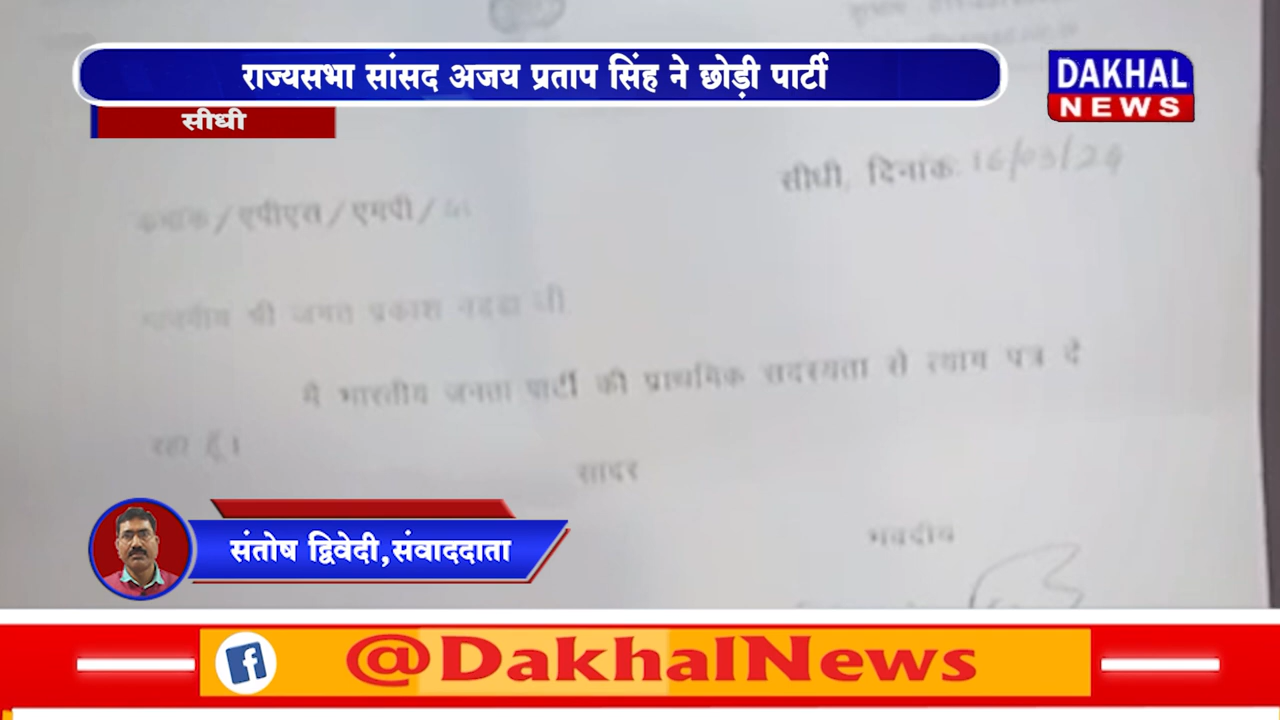 राज्यसभा सांसद अजय प्रताप सिंह ने छोड़ी पार्टी
DAKHAL
NEWS
सीधी
सीधी, दिनांक 16/03/24
क्रमांक/एपीएस/एमपी/
माननीय श्री जगत प्रकाश नड्डा जी
मैं भारतीय जनता पार्टी की प्राथमिक सदस्यता से त्याग पत्र दे
रहा हूँ।
सादर
भवदीय
संतोष द्विवेदी,संवाददाता
@DakhalNews